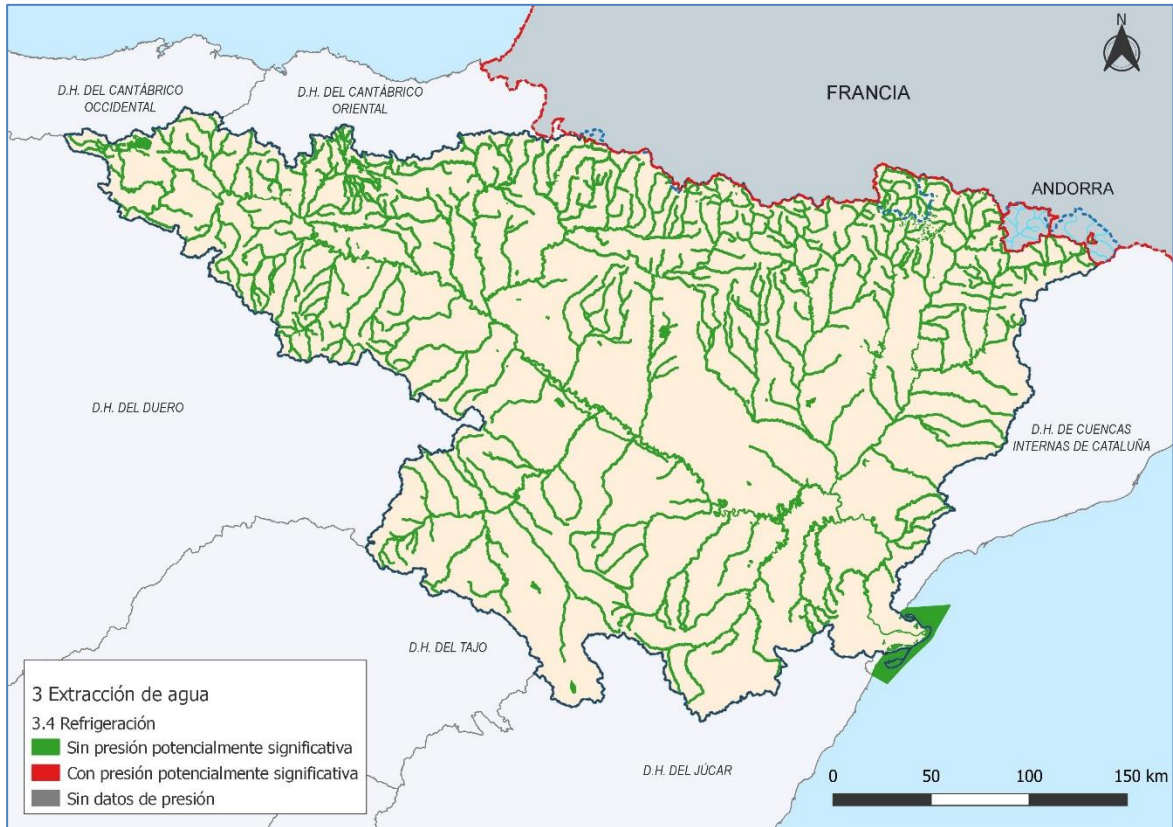 N
D.H. DEL CANTÁBRICO
OCCIDENTAL
D.H. DEL CANTÁBRICO
ORIENTAL
FRANCIA
ANDORRA
D.H. DEL DUERO
D.H. DE CUENCAS
INTERNAS DE CATALUÑA
D.H. DEL TAJO
D.H. DEL JÚCAR
3 Extracción de agua
3.4 Refrigeración
Sin presión potencialmente significativa
Con presión potencialmente significativa
Sin datos de presión
0 50 100 150 km